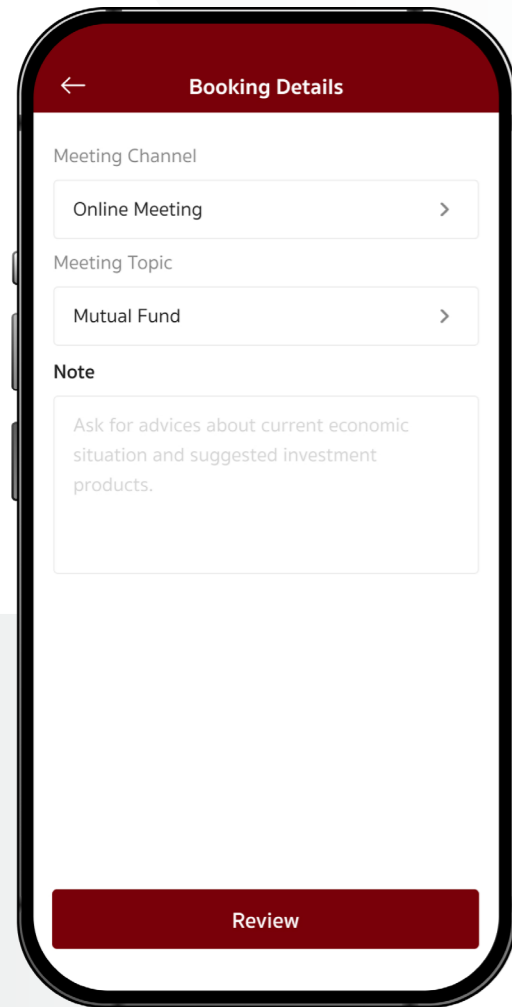 Booking Details
Meeting Channel
Online Meeting
Meeting Topic
Mutual Fund
Note
Ask for advices about current economic
situation and suggested investment
products.
Review